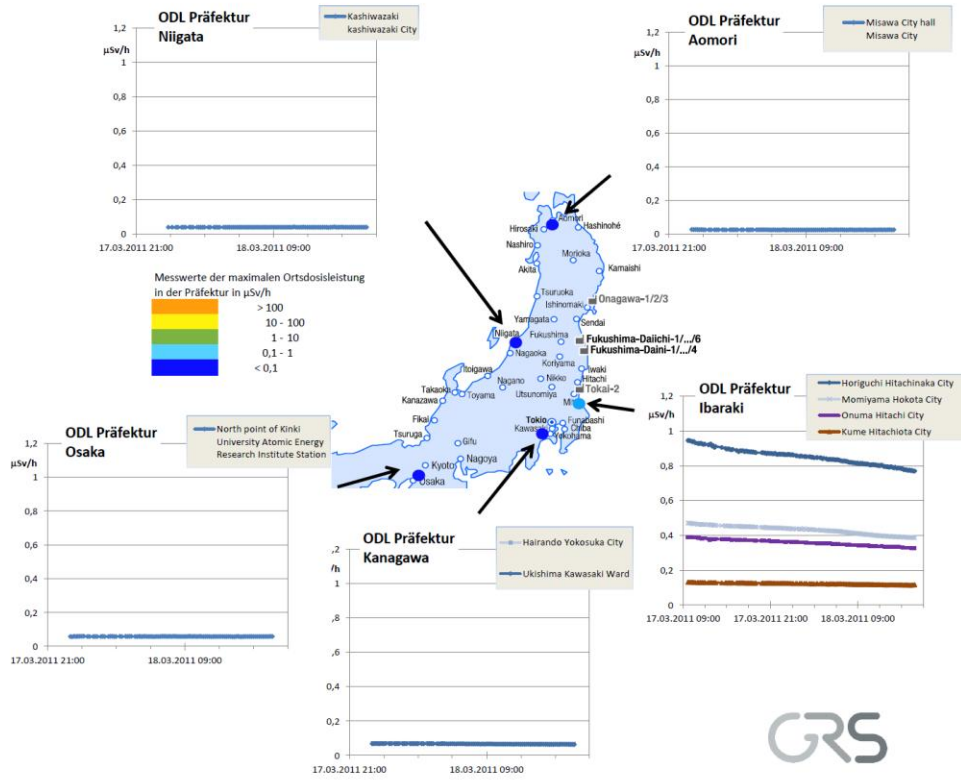 ODL Präfektur
Niigata
Kashiwazaki
kashiwazaki City
1,2
µSv/h
1
0,8
0,6
0,4
0,2
0
17.03.2011 21:00
18.03.2011 09:00
ODL Präfektur
Aomori
Misawa City hall
Misawa City
1,2
µSv/h
1
0,8
0,6
0,4
0,2
0
17.03.2011 21:00
18.03.2011 09:00
Messwerte der maximalen Ortsdosisleistung
in der Präfektur in µSv/h
> 100
10 - 100
1 - 10
0,1 - 1
< 0,1
Aomori
Hirosaki
Hashinohé
Nashiro
Morioka
Akita
Kamaishi
Tsuruoka
Onagawa-1/2/3
Ishinomaki
Yamagata
Sendai
Niigata
Fukushima
Fukushima-Daiichi-1/.../6
Fukushima-Daini-1/.../4
Nagaoka
Koriyama
Iwaki
Itoigawa
Nikko
Hitachi
Nagano
Tokai-2
Takaoka
Toyama
Utsunomiya
Mit
Kanazawa
Tokio
Funabashi
Fikai
Kawasaki
Chiba
Yokohama
Tsuruga
Gifu
Nagoya
Kyoto
Osaka
ODL Präfektur
Ibaraki
Horiguchi Hitachinaka City
Momiyama Hokota City
Onuma Hitachi City
Kume Hitachiota City
1,2
µSv/h
1
0,8
0,6
0,4
0,2
0
17.03.2011 09:00
17.03.2011 21:00
18.03.2011 09:00
ODL Präfektur
Osaka
North point of Kinki
University Atomic Energy
Research Institute Station
1,2
µSv/h
1
0,8
0,6
0,4
0,2
0
17.03.2011 21:00
18.03.2011 09:00
ODL Präfektur
Kanagawa
Hairando Yokosuka City
Ukishima Kawasaki Ward
,2
/h
1
,8
0,6
0,4
0,2
0
17.03.2011 21:00
18.03.2011 09:00
GRS